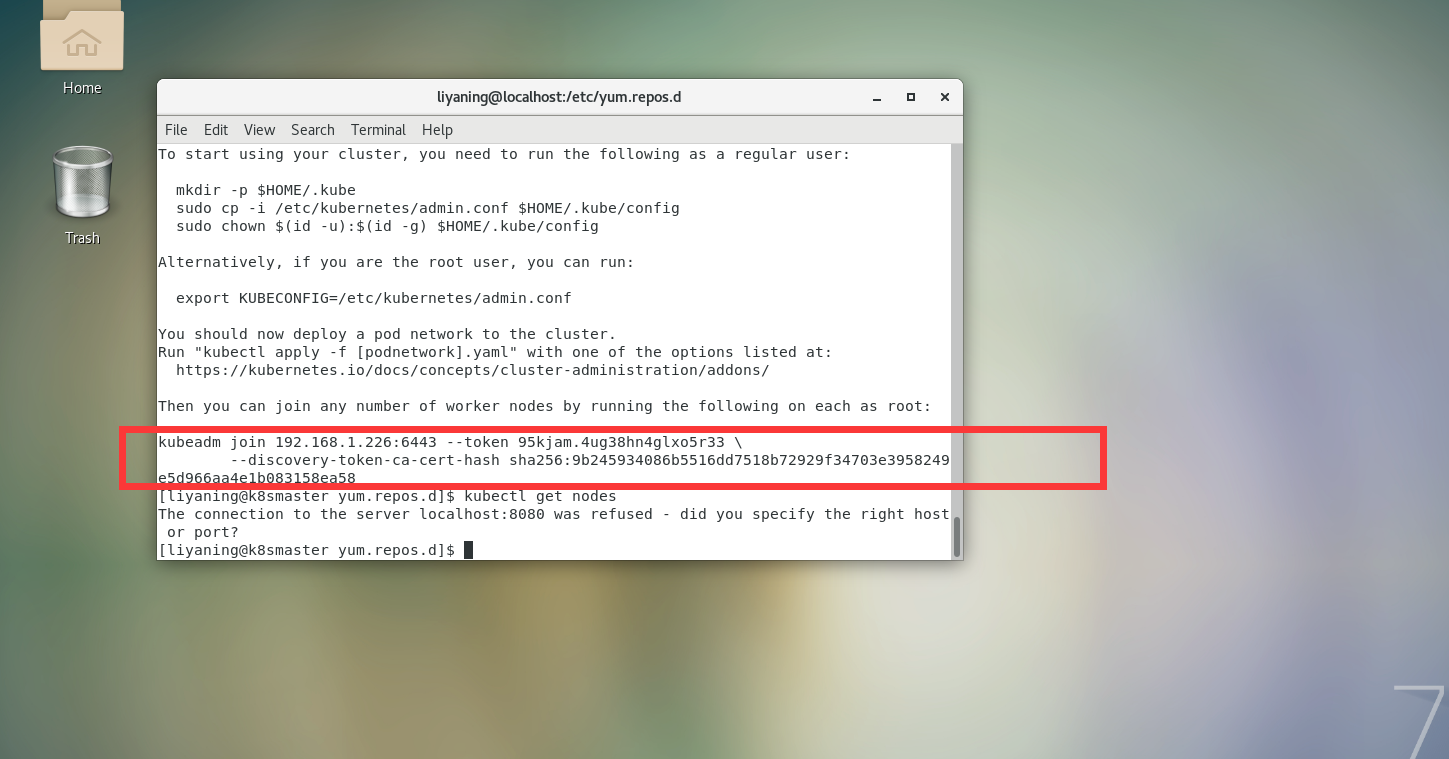 Home
Trash
liyaning@localhost:/etc/yum.repos.d
File Edit View Search Terminal Help
To start using your cluster, you need to run the following as a regular user:
mkdir -p $HOME/.kube
sudo cp -i /etc/kubernetes/admin.conf $HOME/.kube/config
sudo chown $(id -u):$(id -g) $HOME/.kube/config
Alternatively, if you are the root user, you can run:
export KUBECONFIG=/etc/kubernetes/admin.conf
You should now deploy a pod network to the cluster.
Run "kubectl apply -f [podnetwork].yaml" with one of the options listed at:
https://kubernetes.io/docs/concepts/cluster-administration/addons/
Then you can join any number of worker nodes by running the following on each as root:
kubeadm join 192.168.1.226:6443 --token 95kjam.4ug38hn4glxo5r33 \
--discovery-token-ca-cert-hash sha256:9b245934086b5516dd7518b72929f34703e3958249
e5d966aa4e1b083158ea58
[liyaning@k8smaster yum.repos.d]$ kubectl get nodes
The connection to the server localhost:8080 was refused - did you specify the right host
or port?
[liyaning@k8smaster yum.repos.d]$
7